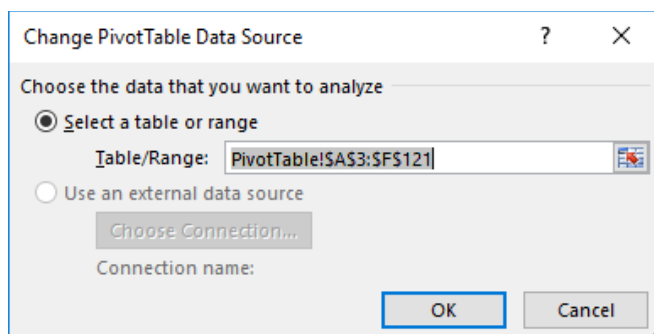 Change PivotTable Data Source ?
Choose the data that you want to analyze
Select a table or range
Table/Range: PivotTable!$A$3:$F$121
Use an external data source
Choose Connection...
Connection name:
OK Cancel